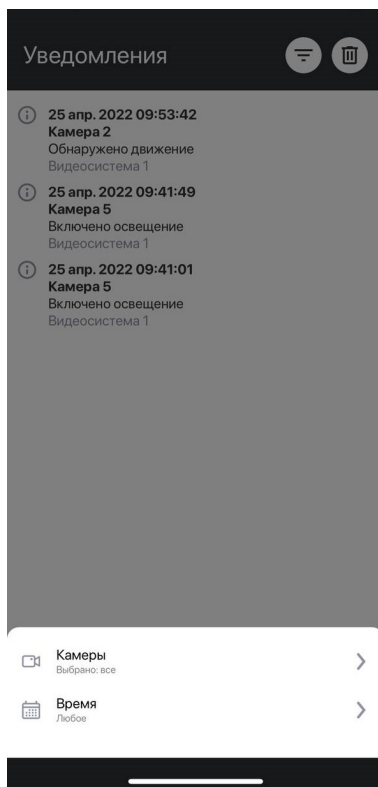 Уведомления
25 апр. 2022 09:53:42
Камера 2
Обнаружено движение
Видеосистема 1
25 апр. 2022 09:41:49
Камера 5
Включено освещение
Видеосистема 1
25 апр. 2022 09:41:01
Камера 5
Включено освещение
Видеосистема 1
Камеры
Выбрано: все
Время
Любое